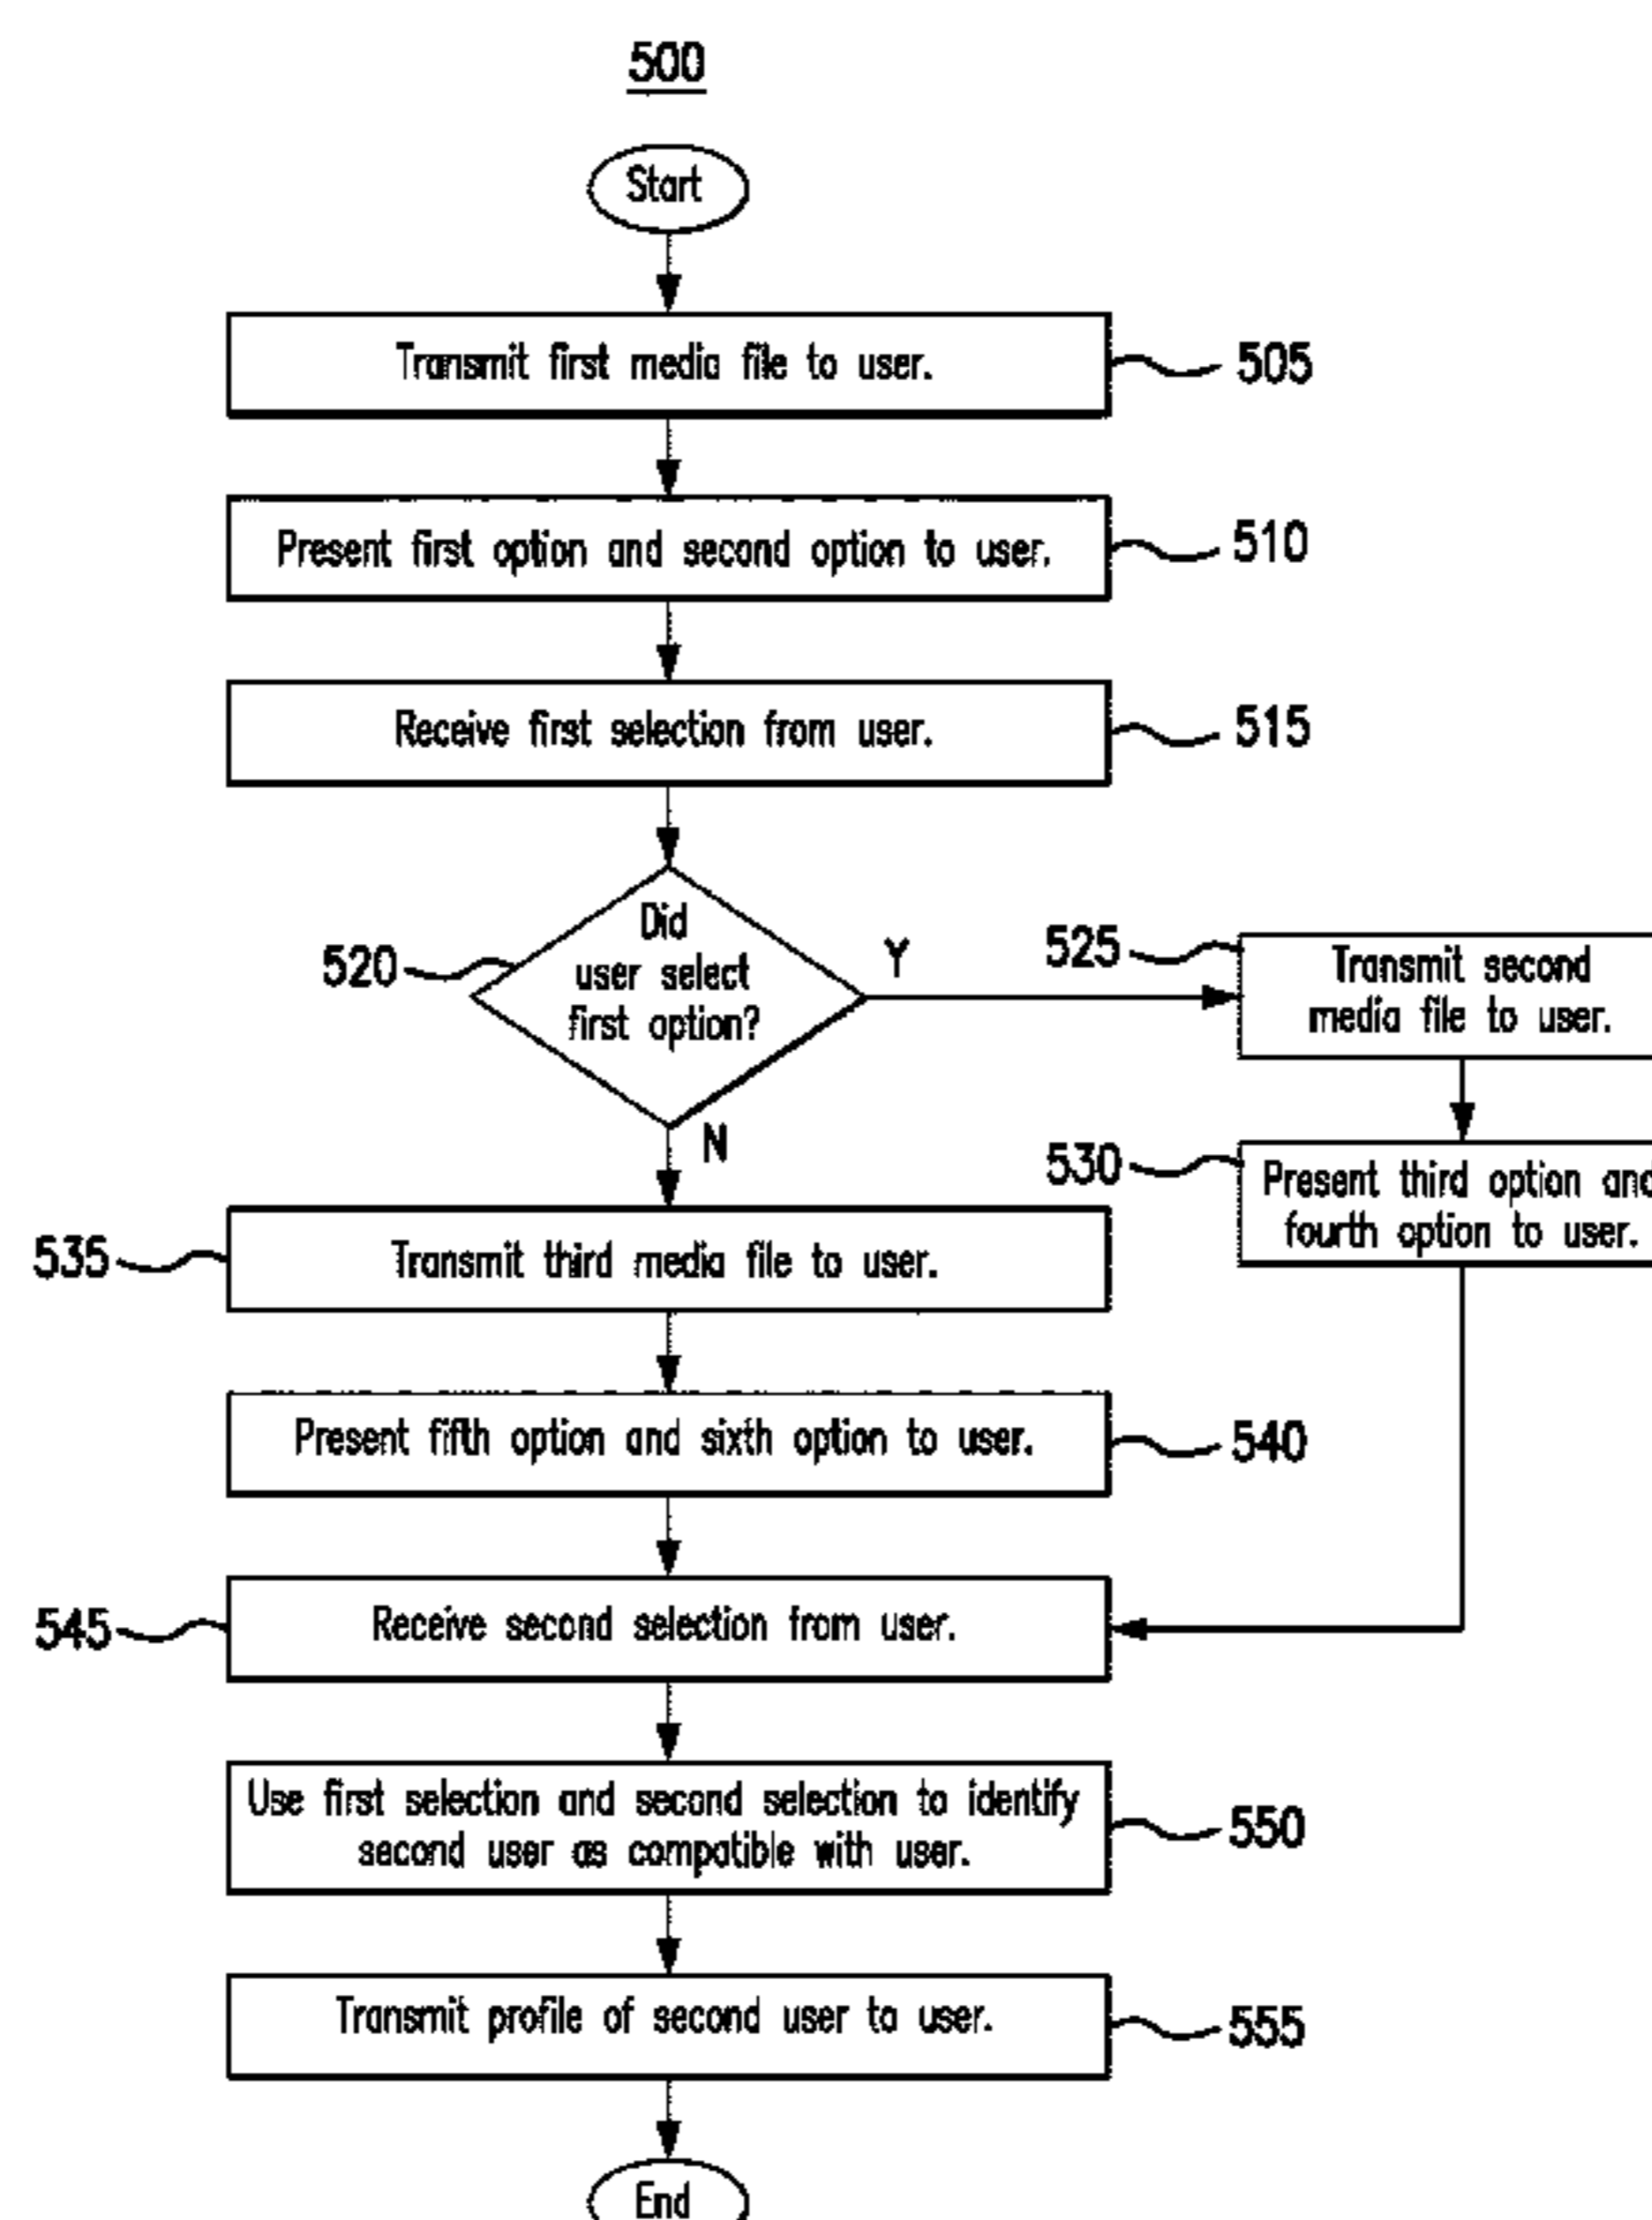 500
Start
Transmit first media file to user.
505
Present first option and second option to user.
510
Receive first selection from user.
515
Did
user select
first option?
520
Y
N
525
Transmit second
media file to user.
530
Present third option and
fourth option to user.
535
Transmit third media file to user.
Present fifth option and sixth option to user.
540
545
Receive second selection from user.
Use first selection and second selection to identify
second user as compatible with user.
550
Transmit profile of second user to user.
555
End